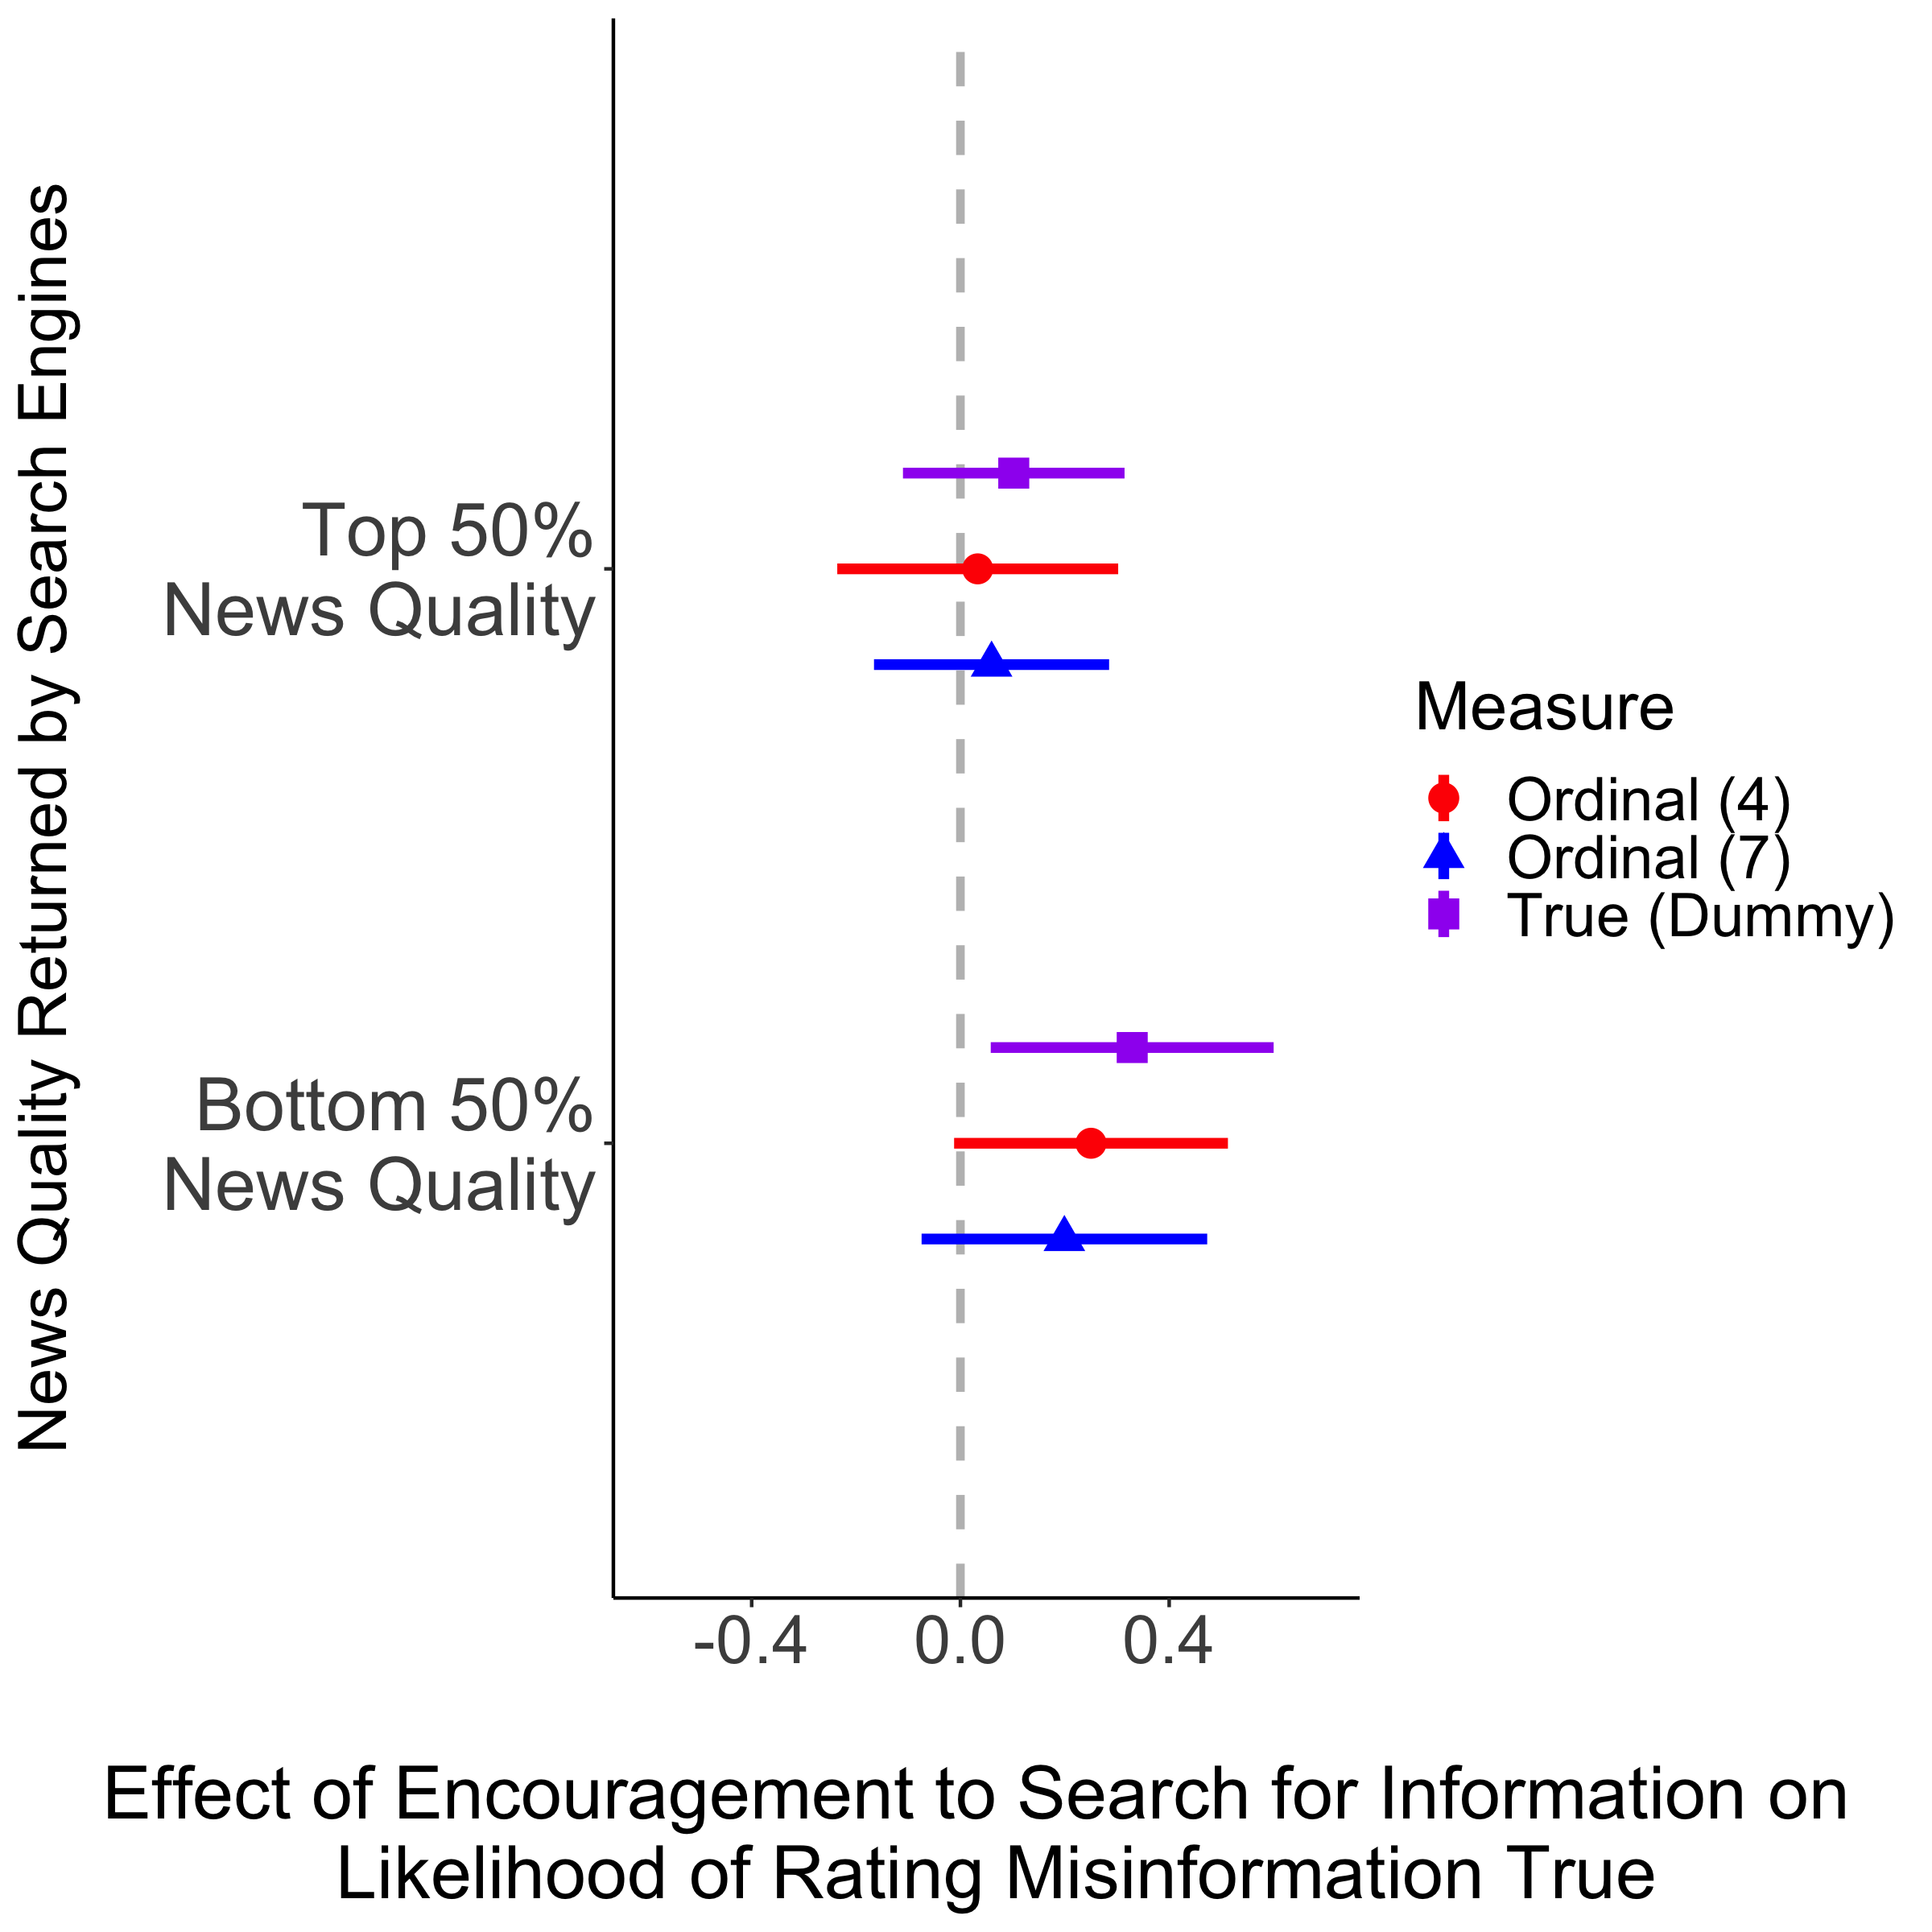 News Quality Returned by Search Engines
Top 50%
News Quality
Bottom 50%
News Quality
Measure
Ordinal (4)
Ordinal (7)
True (Dummy)
-0.4
0.0
0.4
Effect of Encouragement to Search for Information on
Likelihood of Rating Misinformation True